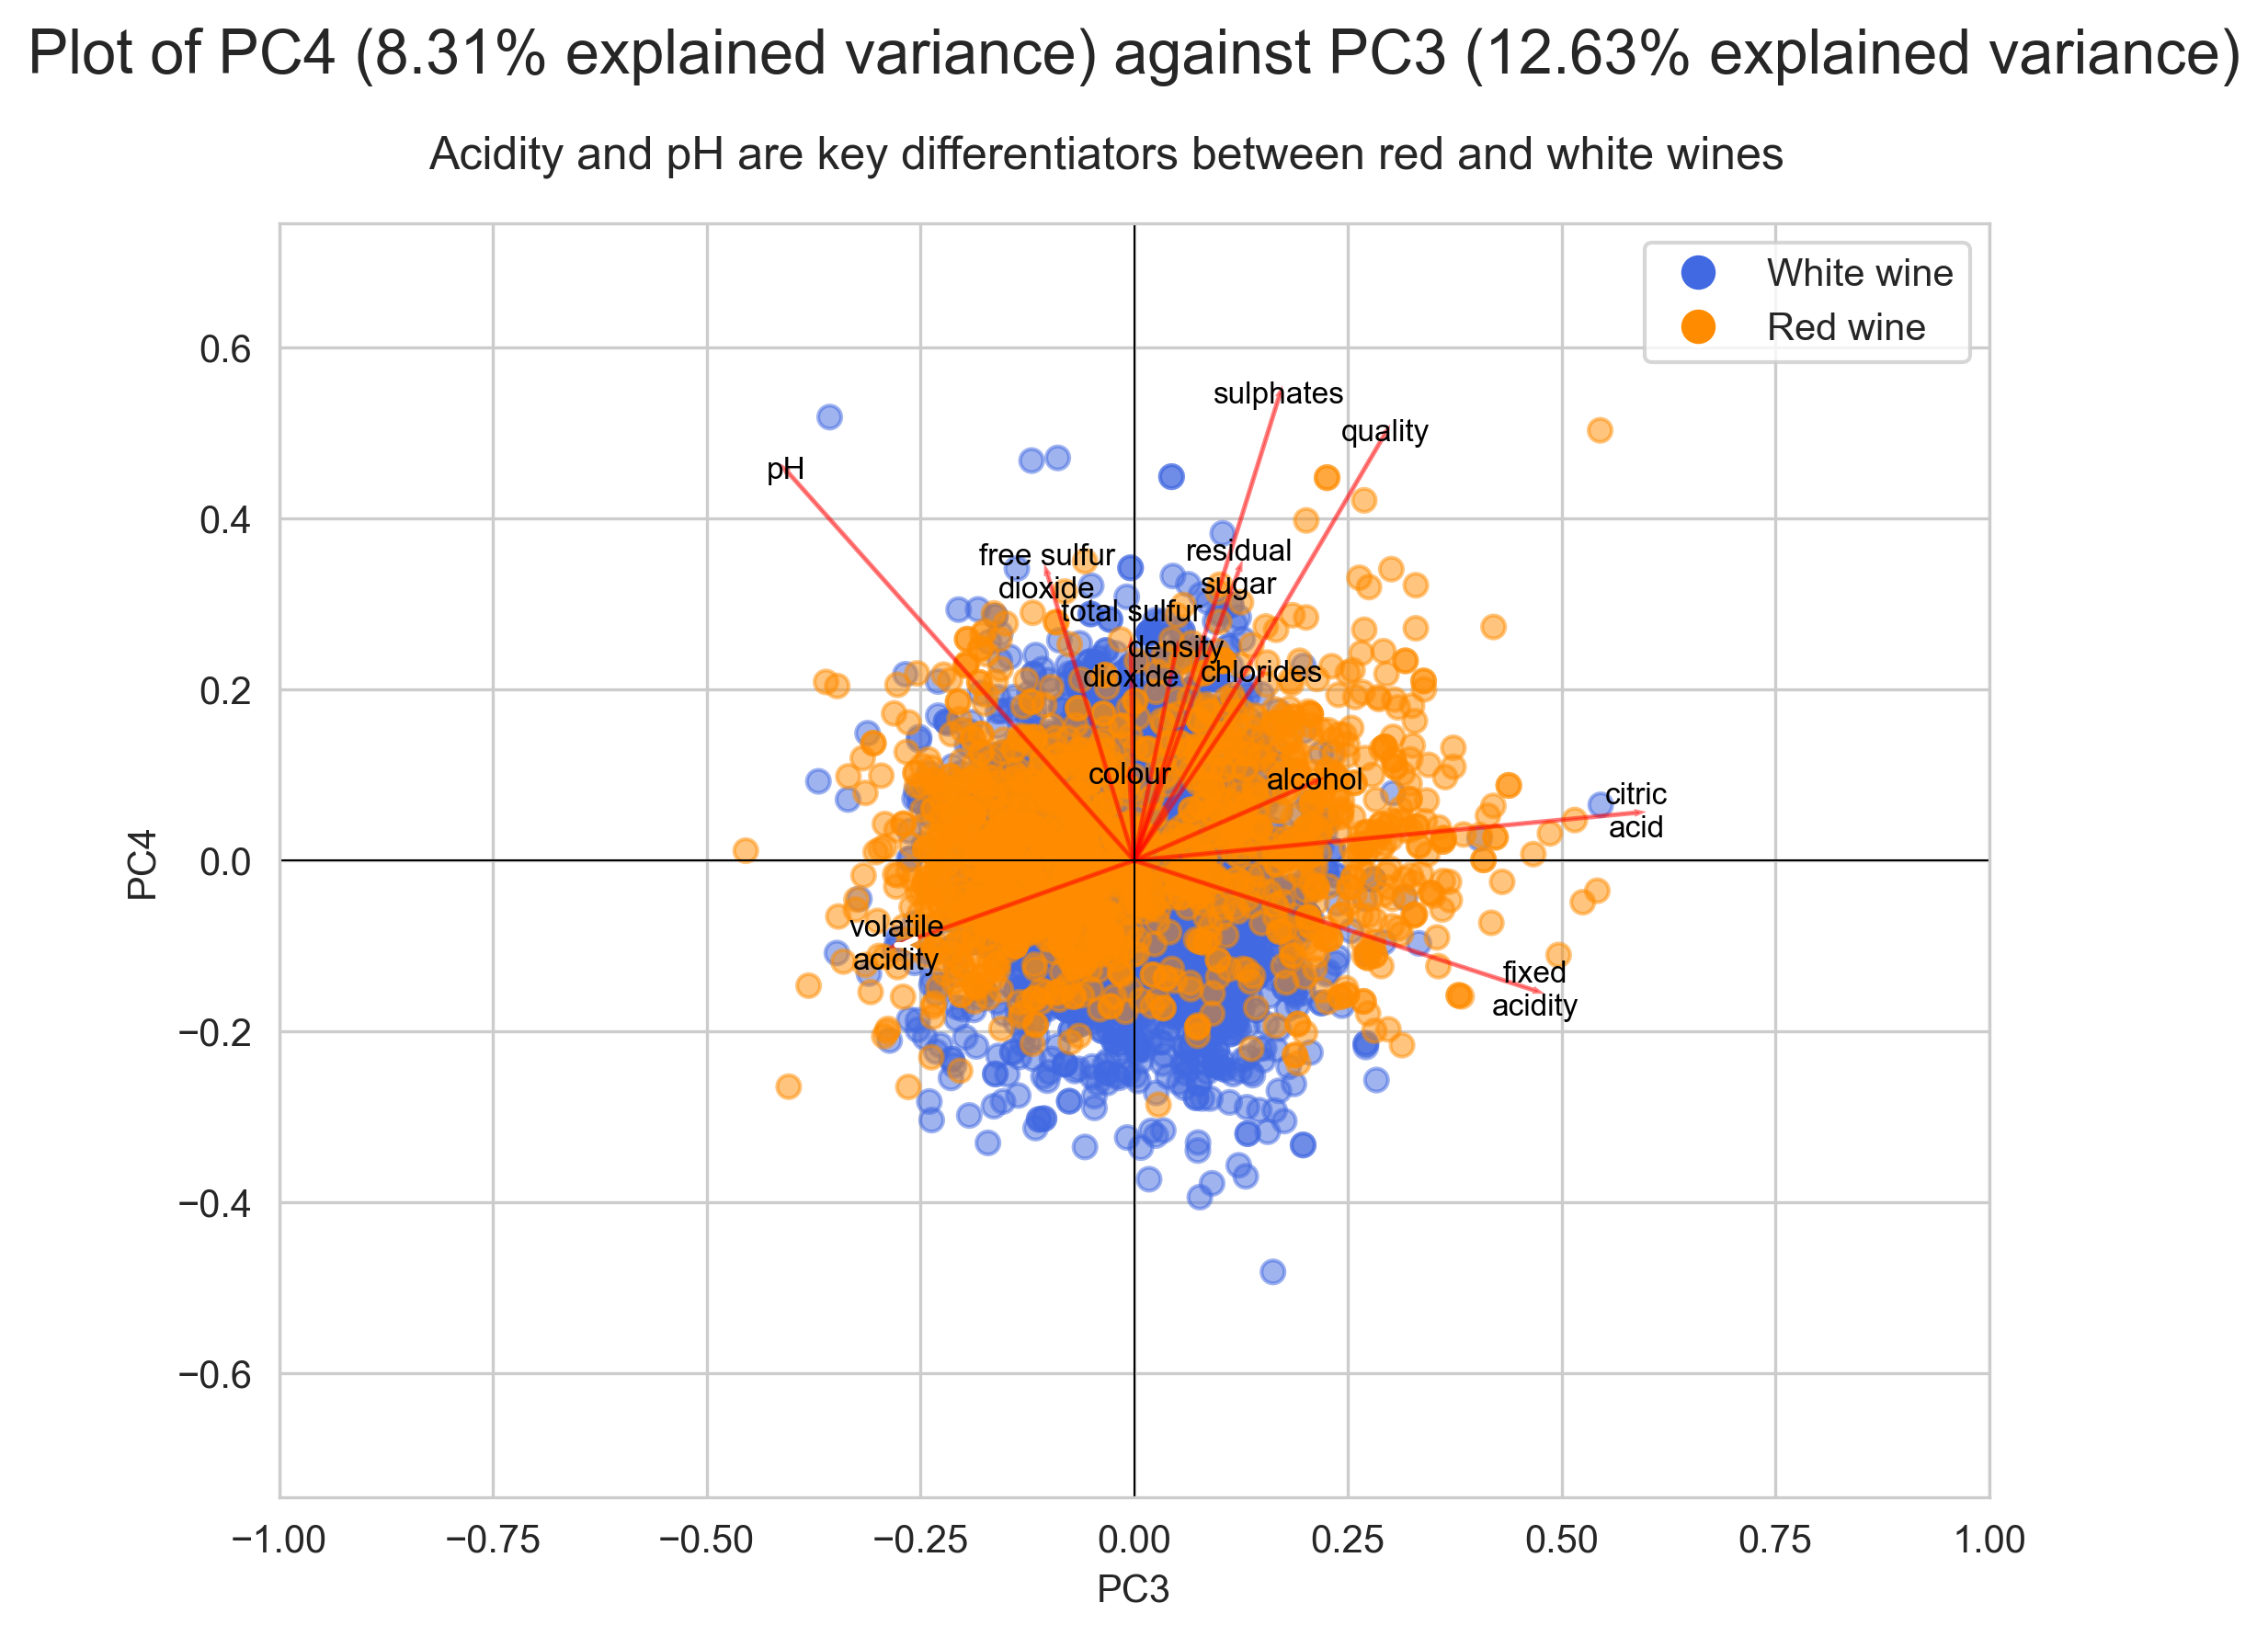 Plot of PC4 (8.31% explained variance) against PC3 (12.63% explained variance)
Acidity and pH are key differentiators between red and white wines
White wine
Red wine
sulphates
quality
pH
free sulfur
dioxide
residual
sugar
total sulfur
dioxide
density
chlorides
colour
alcohol
citric
acid
volatile
acidity
fixed
acidity
PC4
0.6
0.4
0.2
0.0
−0.2
−0.4
−0.6
−1.00
−0.75
−0.50
−0.25
0.00
0.25
0.50
0.75
1.00
PC3